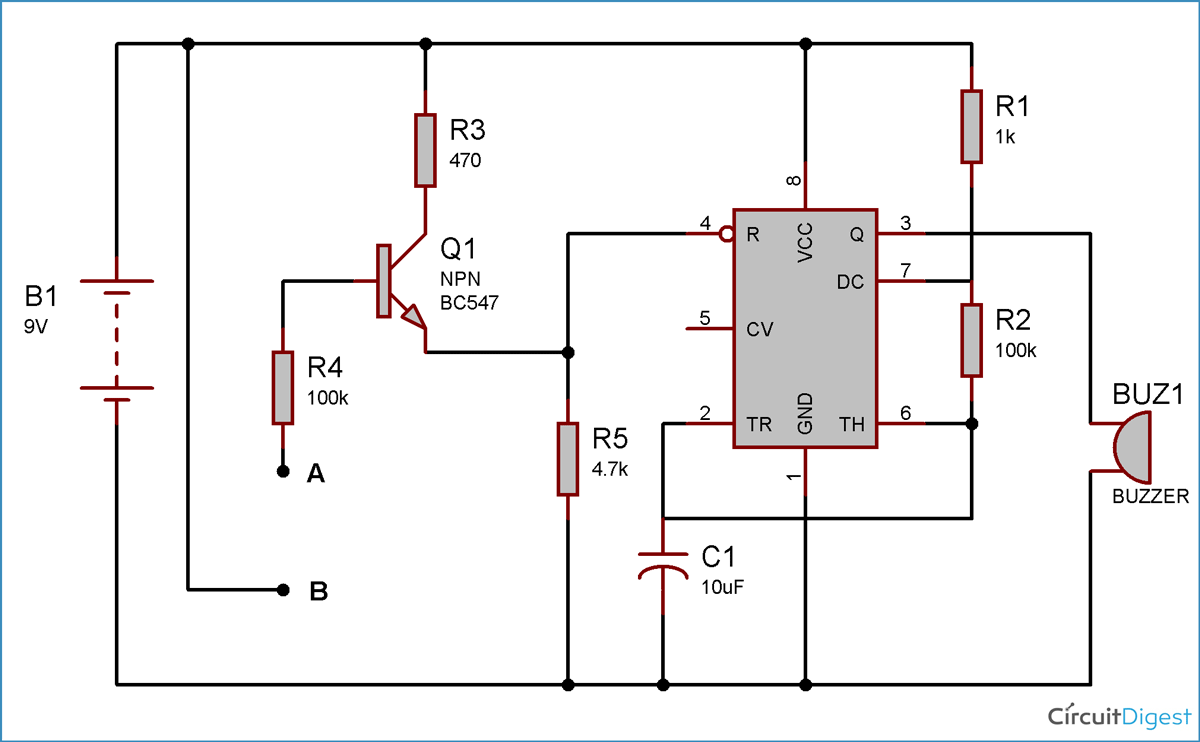 B1
9V
R3
470
Q1
NPN
BC547
R4
100k
A
B
R5
4.7k
4
R
5
CV
2
TR
8
VCC
GND
1
Q
3
DC
7
TH
6
R1
1k
R2
100k
C1
10uF
BUZ1
BUZZER
CircuitDigest